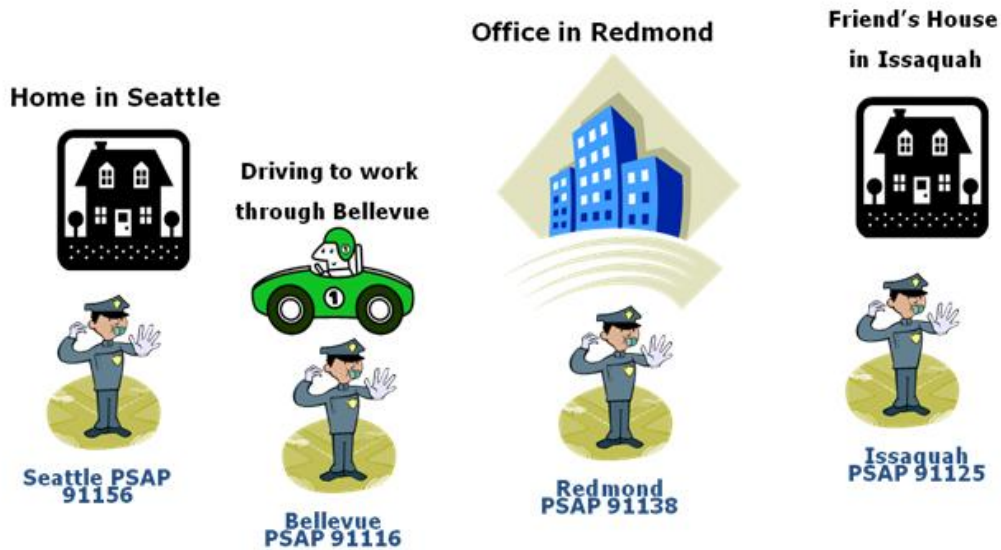 Home in Seattle
Driving to work
through Bellevue
Office in Redmond
Friend's House
in Issaquah
1
Seattle PSAP
91156
Bellevue
PSAP 91116
Redmond
PSAP 91138
Issaquah
PSAP 91125